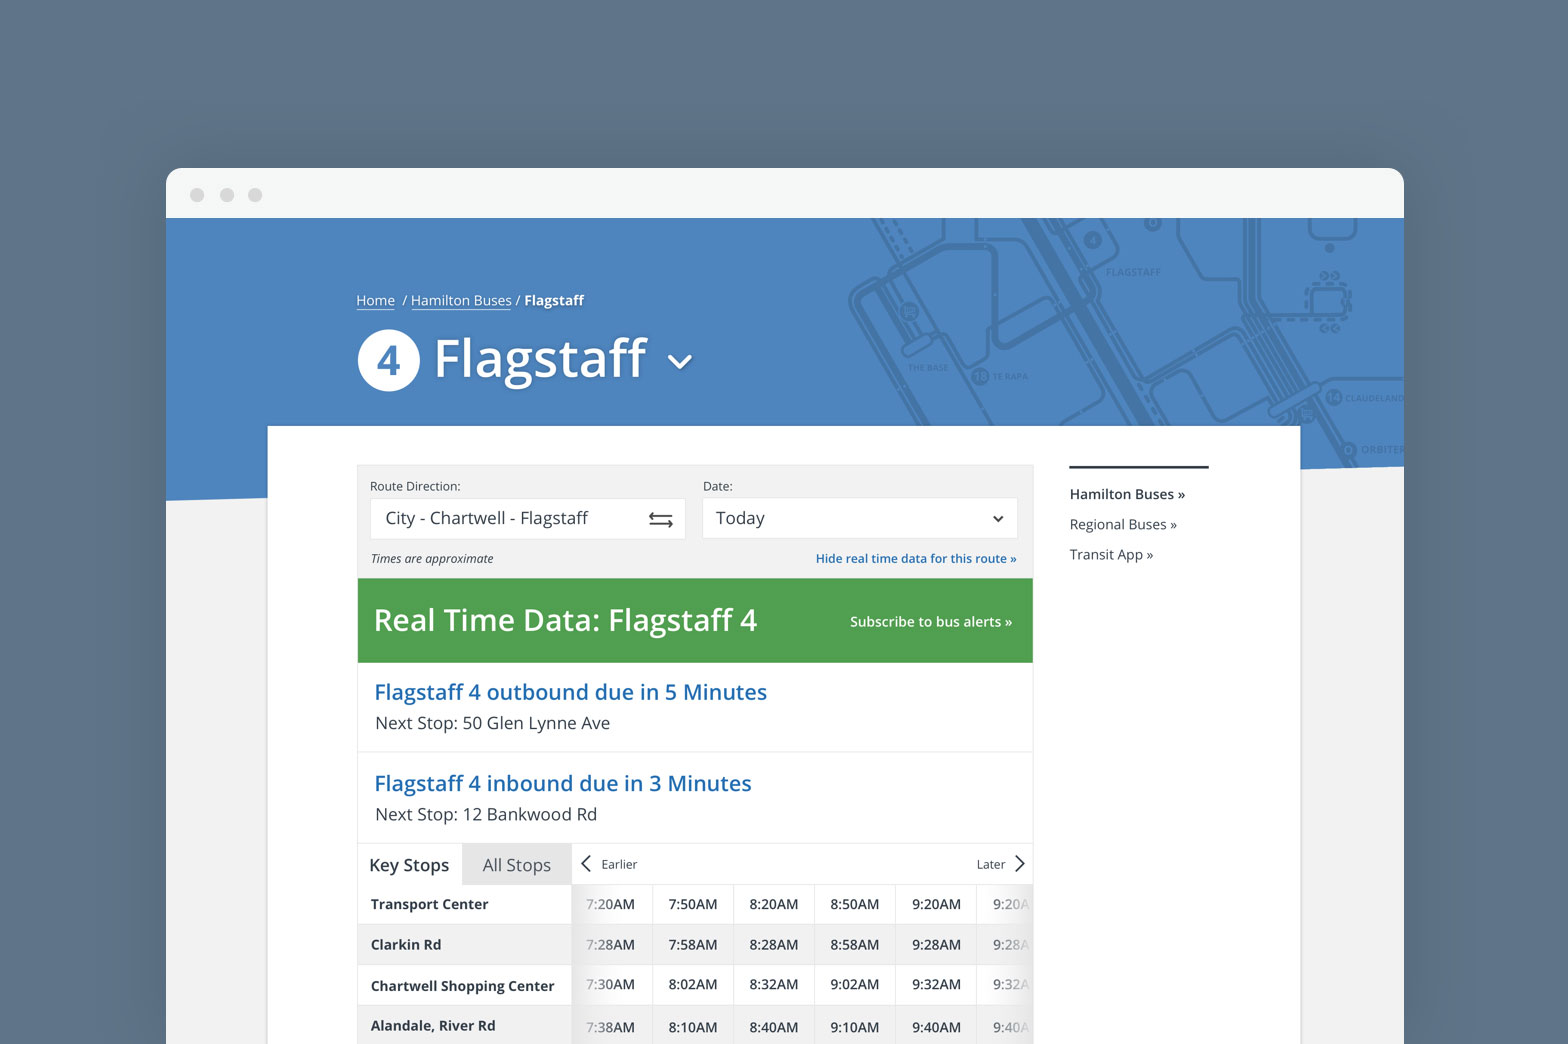 FLAGSTAFF
4
THE BASE
18 TE RAPA
14 CLAUDELAND
O ORBITER
Home / Hamilton Buses / Flagstaff
4 Flagstaff
Route Direction:
City - Chartwell - Flagstaff
Date:
Today
Times are approximate
Hide real time data for this route »
Hamilton Buses »
Regional Buses »
Transit App »
Real Time Data: Flagstaff 4
Subscribe to bus alerts »
Flagstaff 4 outbound due in 5 Minutes
Next Stop: 50 Glen Lynne Ave
Flagstaff 4 inbound due in 3 Minutes
Next Stop: 12 Bankwood Rd
Key Stops All Stops Earlier Later
Transport Center 7:20AM 7:50AM 8:20AM 8:50AM 9:20AM 9:20A
Clarkin Rd 7:28AM 7:58AM 8:28AM 8:58AM 9:28AM 9:28A
Chartwell Shopping Center 7:30AM 8:02AM 8:32AM 9:02AM 9:32AM 9:32A
Alandale, River Rd 7:38AM 8:10AM 8:40AM 9:10AM 9:40AM 9:40A